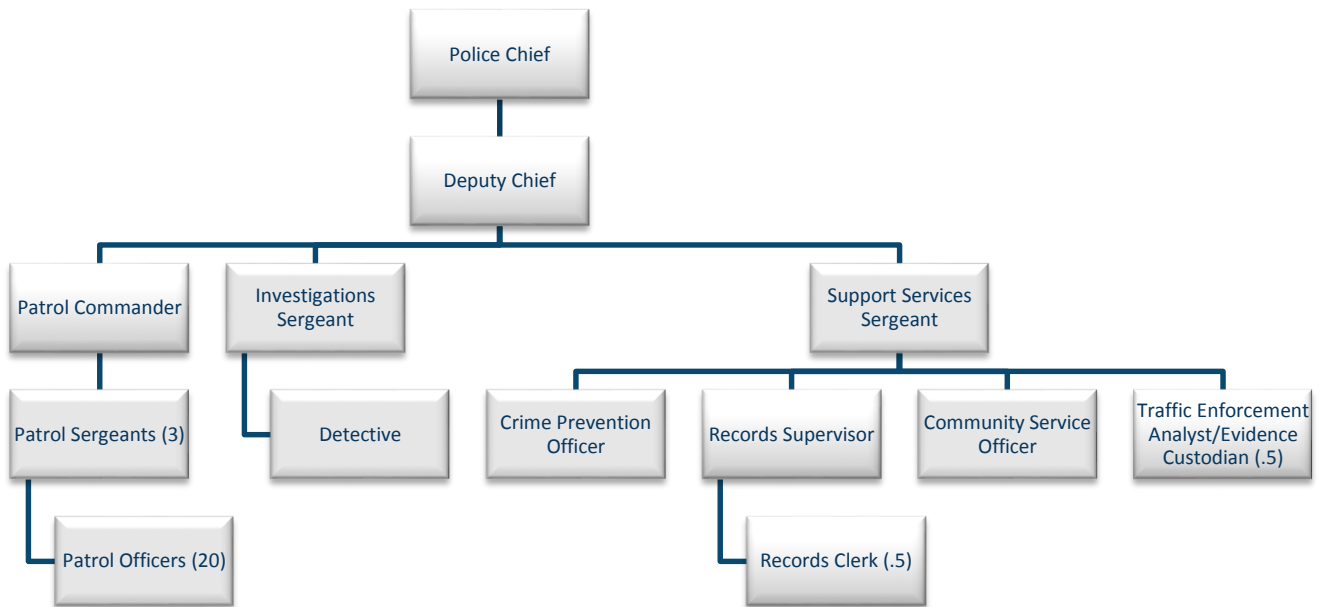 Police Chief
Deputy Chief
Patrol Commander
Investigations
Sergeant
Support Services
Sergeant
Patrol Sergeants (3)
Detective
Crime Prevention
Officer
Records Supervisor
Community Service
Officer
Traffic Enforcement
Analyst/Evidence
Custodian (.5)
Patrol Officers (20)
Records Clerk (.5)